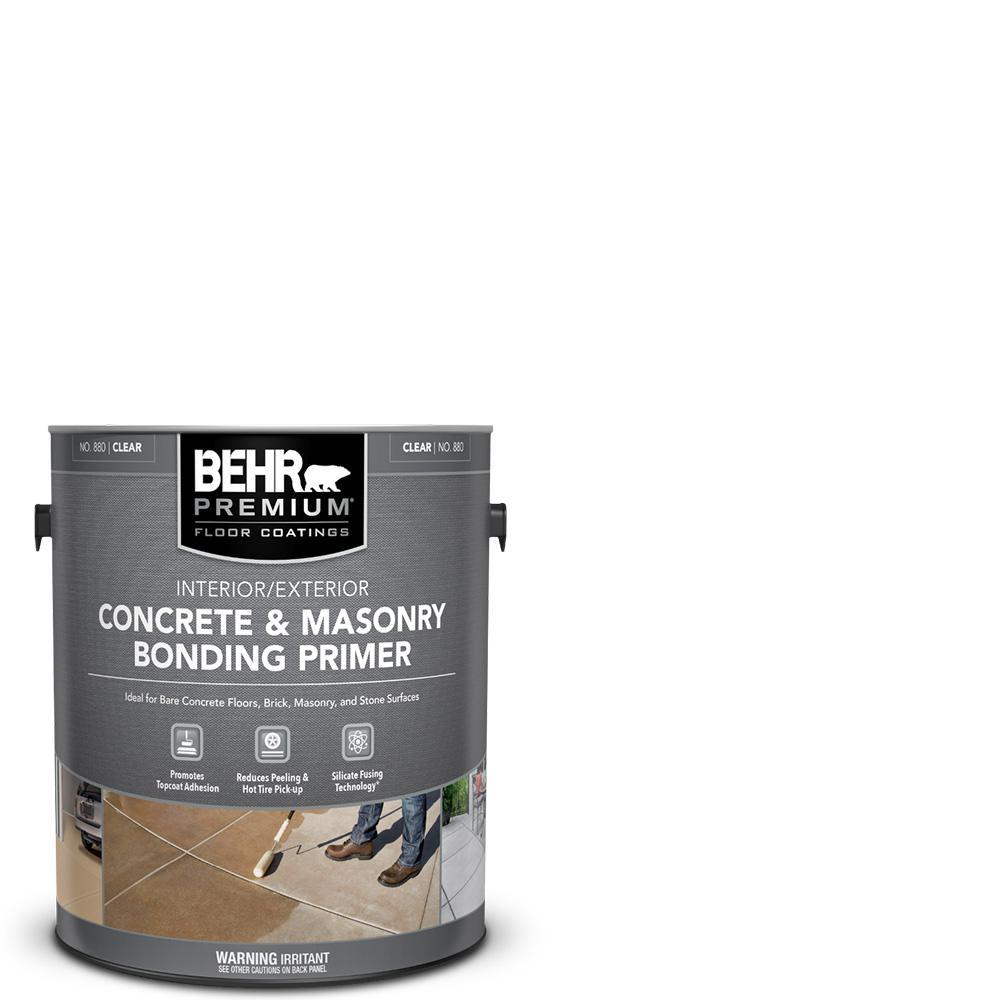 NO. 880 | CLEAR
CLEAR | NO. 880
BEHR
PREMIUM®
FLOOR COATINGS
INTERIOR/EXTERIOR
CONCRETE & MASONRY
BONDING PRIMER
Ideal for Bare Concrete Floors, Brick, Masonry, and Stone Surfaces
Promotes
Topcoat Adhesion
Reduces Peeling &
Hot Tire Pick-up
Silicate Fusing
Technology*
WARNING IRRITANT
SEE OTHER CAUTIONS ON BACK PANEL